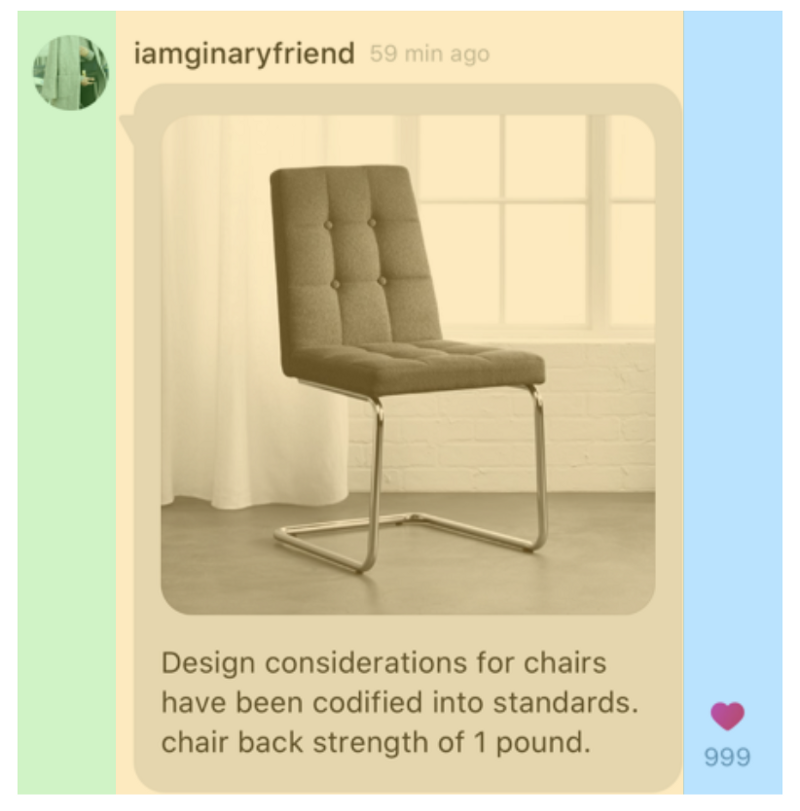 iamginaryfriend 59 min ago
Design considerations for chairs
have been codified into standards.
chair back strength of 1 pound.
999